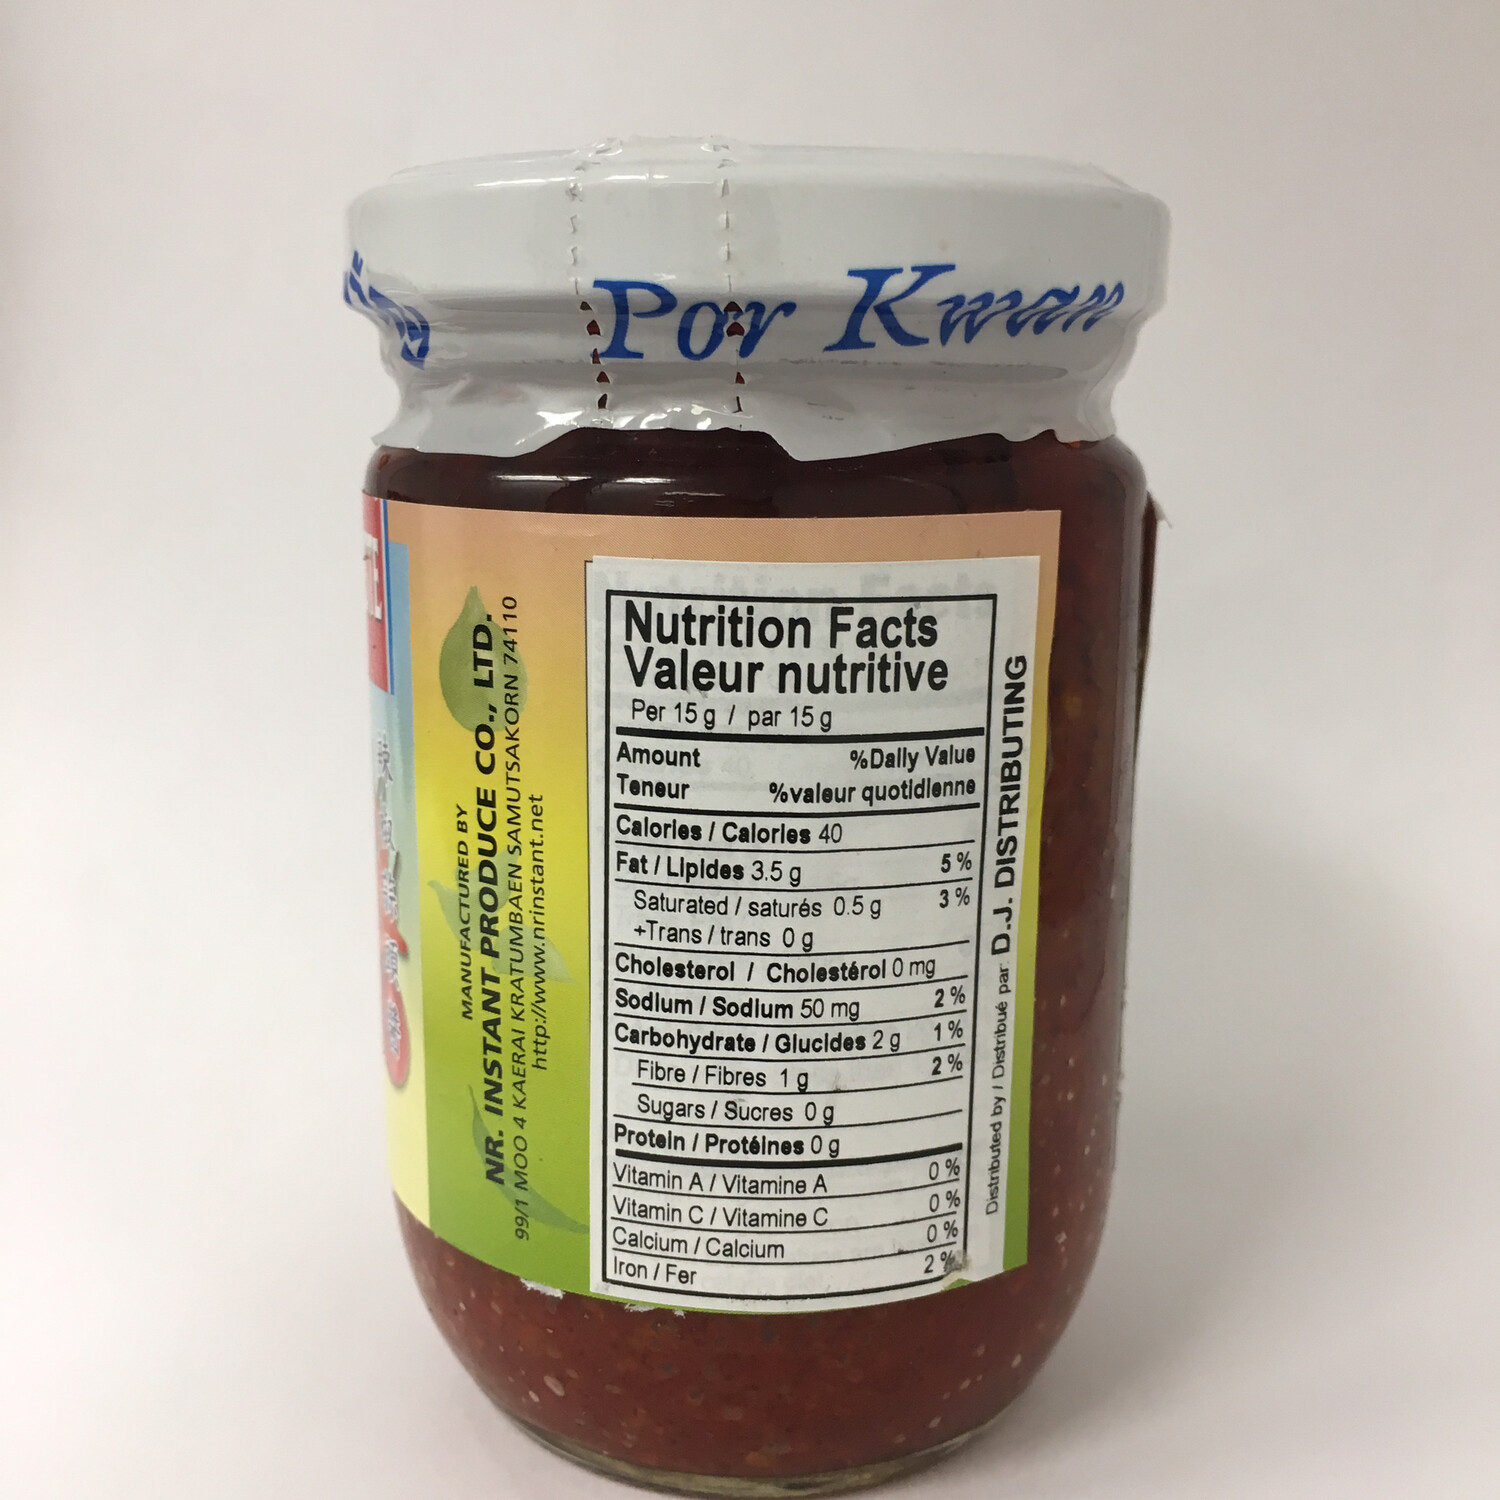 Por Kwan
TE
MANUFACTURED BY
NR. INSTANT PRODUCE CO., LTD.
99/1 MOO 4 KAERAI KRATUMBAEN SAMUTSAKORN 74110
http://www.nrinstant.net
Nutrition Facts
Valeur nutritive
Per 15 g / par 15 g
Amount %Daily Value
Teneur %valeur quotidienne
Calories / Calories 40
Fat / Lipides 3.5 g 5 %
Saturated / saturés 0.5 g 3 %
+Trans / trans 0 g
Cholesterol / Cholestérol 0 mg
Sodium / Sodium 50 mg 2 %
Carbohydrate / Glucides 2 g 1 %
Fibre / Fibres 1 g 2 %
Sugars / Sucres 0 g
Protein / Protéines 0 g
Vitamin A / Vitamine A 0 %
Vitamin C / Vitamine C 0 %
Calcium / Calcium 0 %
Iron / Fer 2 %
Distributed by / Distribué par: D.J. DISTRIBUTING